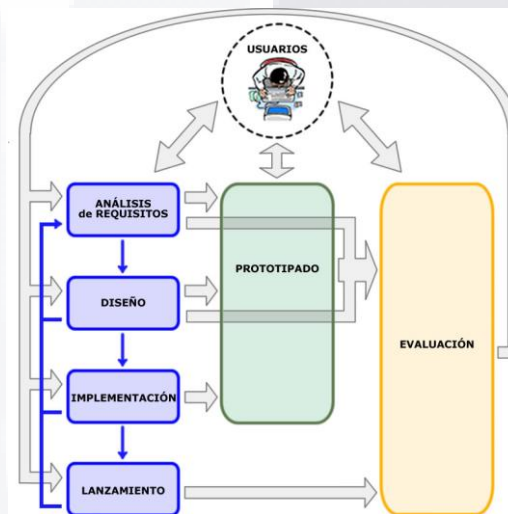 USUARIOS
ANÁLISIS
de REQUISITOS
PROTOTIPADO
DISEÑO
EVALUACIÓN
IMPLEMENTACIÓN
LANZAMIENTO